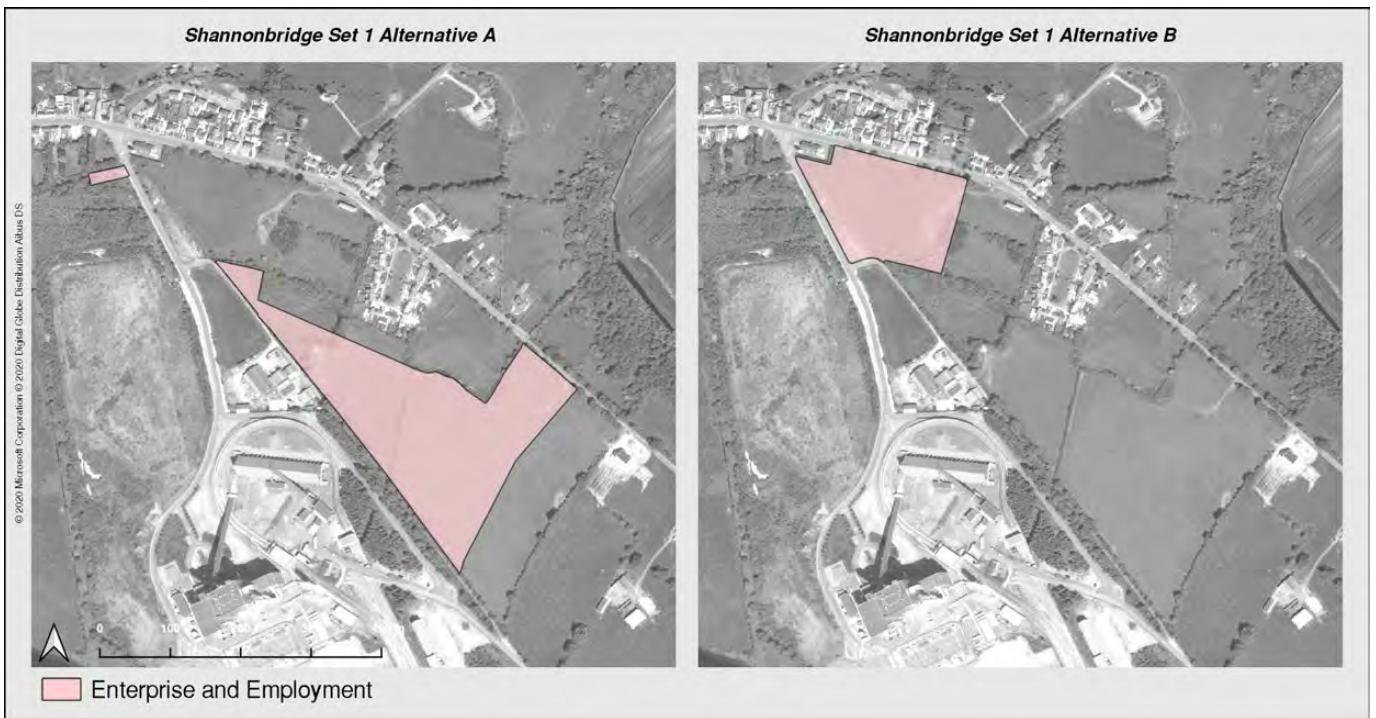 Shannonbridge Set 1 Alternative A
Shannonbridge Set 1 Alternative B
© 2020 Microsoft Corporation © 2020 Digital Globe Distribution Aibus DS
0 100
Enterprise and Employment